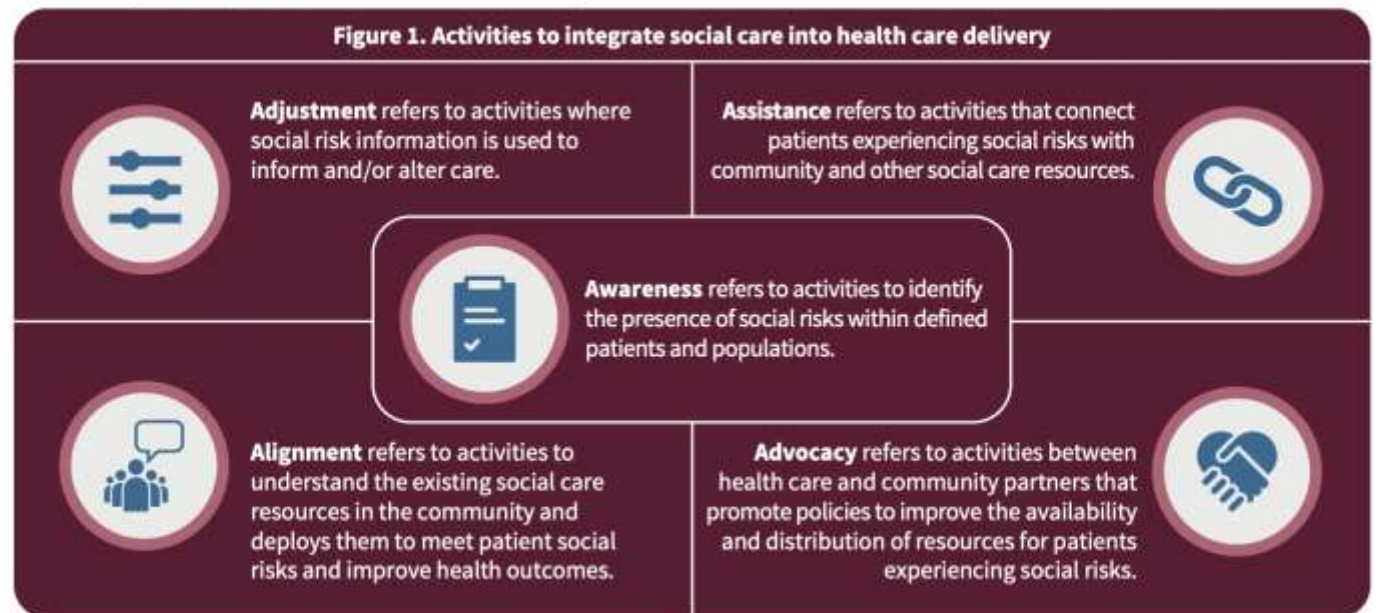 Figure 1. Activities to integrate social care into health care delivery
Adjustment refers to activities where
social risk information is used to
inform and/or alter care.
Assistance refers to activities that connect
patients experiencing social risks with
community and other social care resources.
Awareness refers to activities to identify
the presence of social risks within defined
patients and populations.
Alignment refers to activities to
understand the existing social care
resources in the community and
deploys them to meet patient social
risks and improve health outcomes.
Advocacy refers to activities between
health care and community partners that
promote policies to improve the availability
and distribution of resources for patients
experiencing social risks.